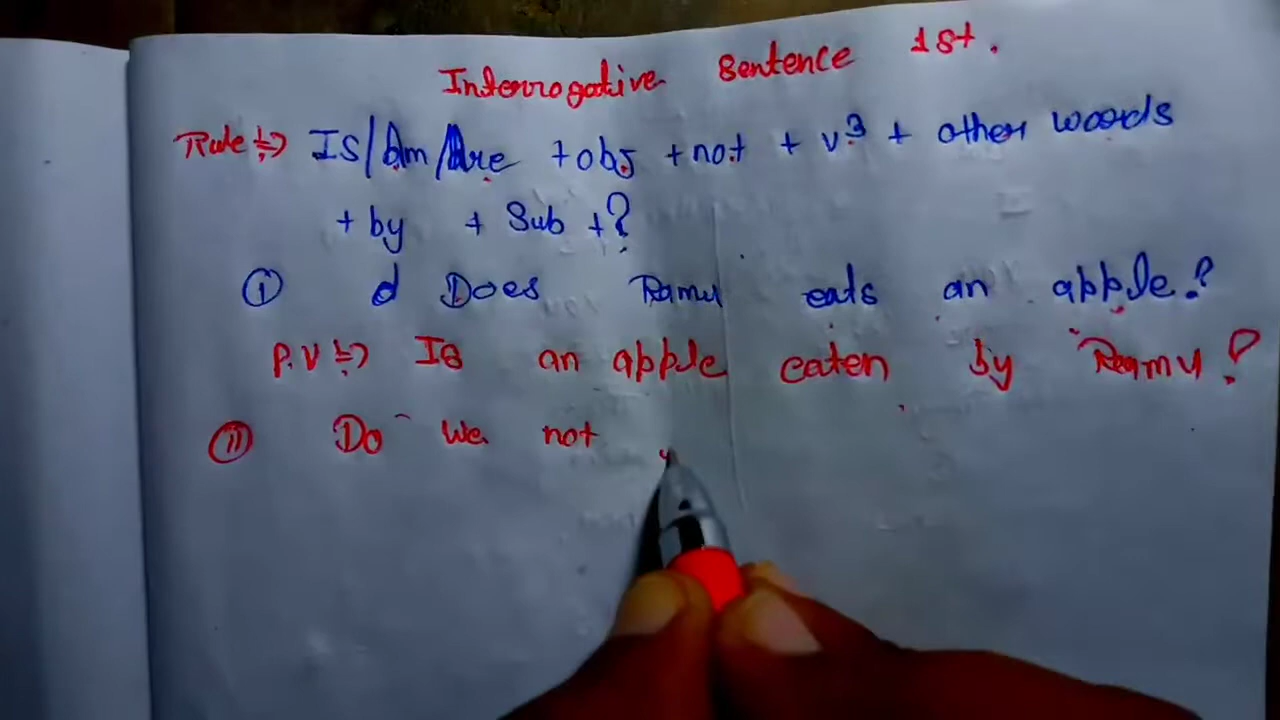 Interrogative Sentence 1st.
Rule ⇒ Is/Am/Are + obj + not + v³ + other words
+ by + Sub + ?
(i) d Does Ramu eats an apple?
P.V ⇒ Is an apple eaten by Ramu?
(ii) Do we not